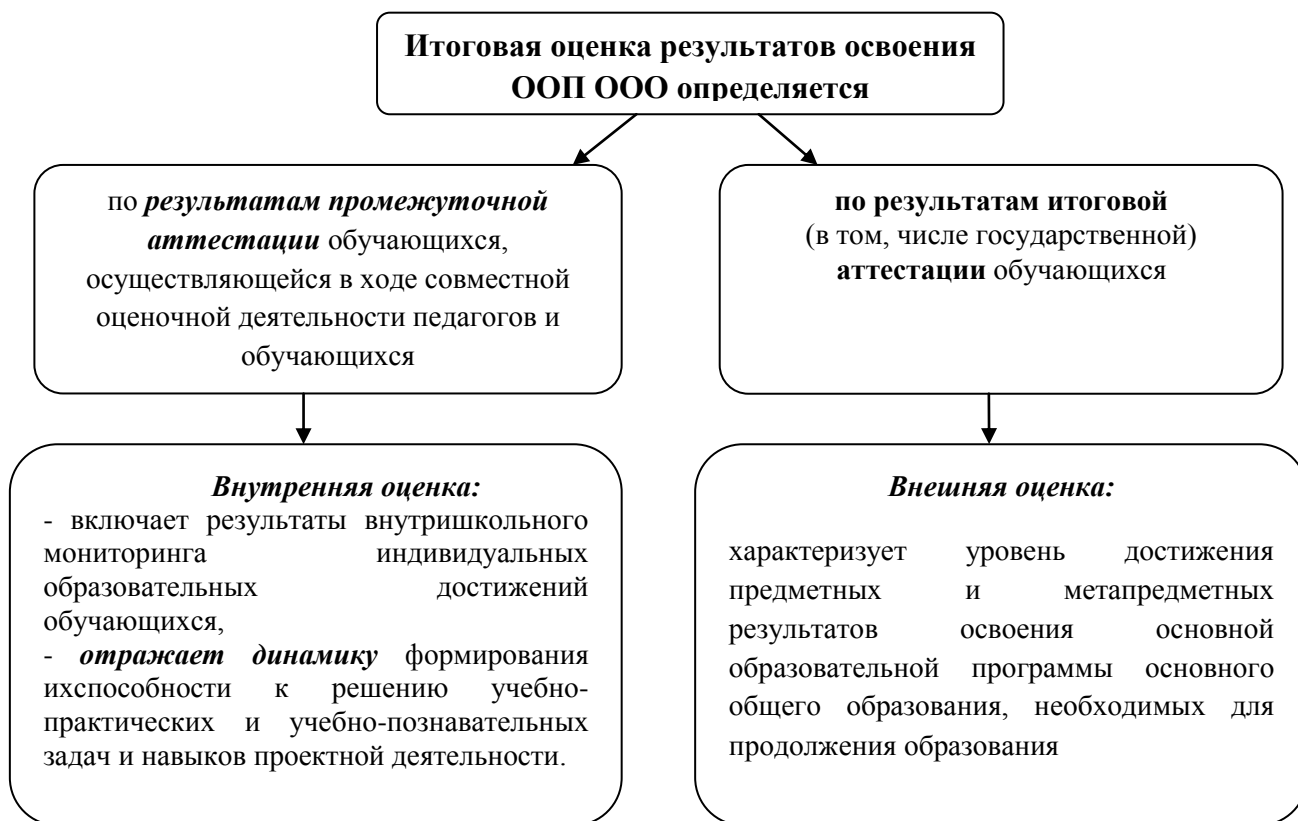 Итоговая оценка результатов освоения
ООП ООО определяется
по результатам промежуточной
аттестации обучающихся,
осуществляющейся в ходе совместной
оценочной деятельности педагогов и
обучающихся
по результатам итоговой
(в том, числе государственной)
аттестации обучающихся
Внутренняя оценка:
- включает результаты внутришкольного
мониторинга индивидуальных
образовательных достижений
обучающихся,
- отражает динамику формирования
ихспособности к решению учебно-
практических и учебно-познавательных
задач и навыков проектной деятельности.
Внешняя оценка:
характеризует уровень достижения
предметных и метапредметных
результатов освоения основной
образовательной программы основного
общего образования, необходимых для
продолжения образования